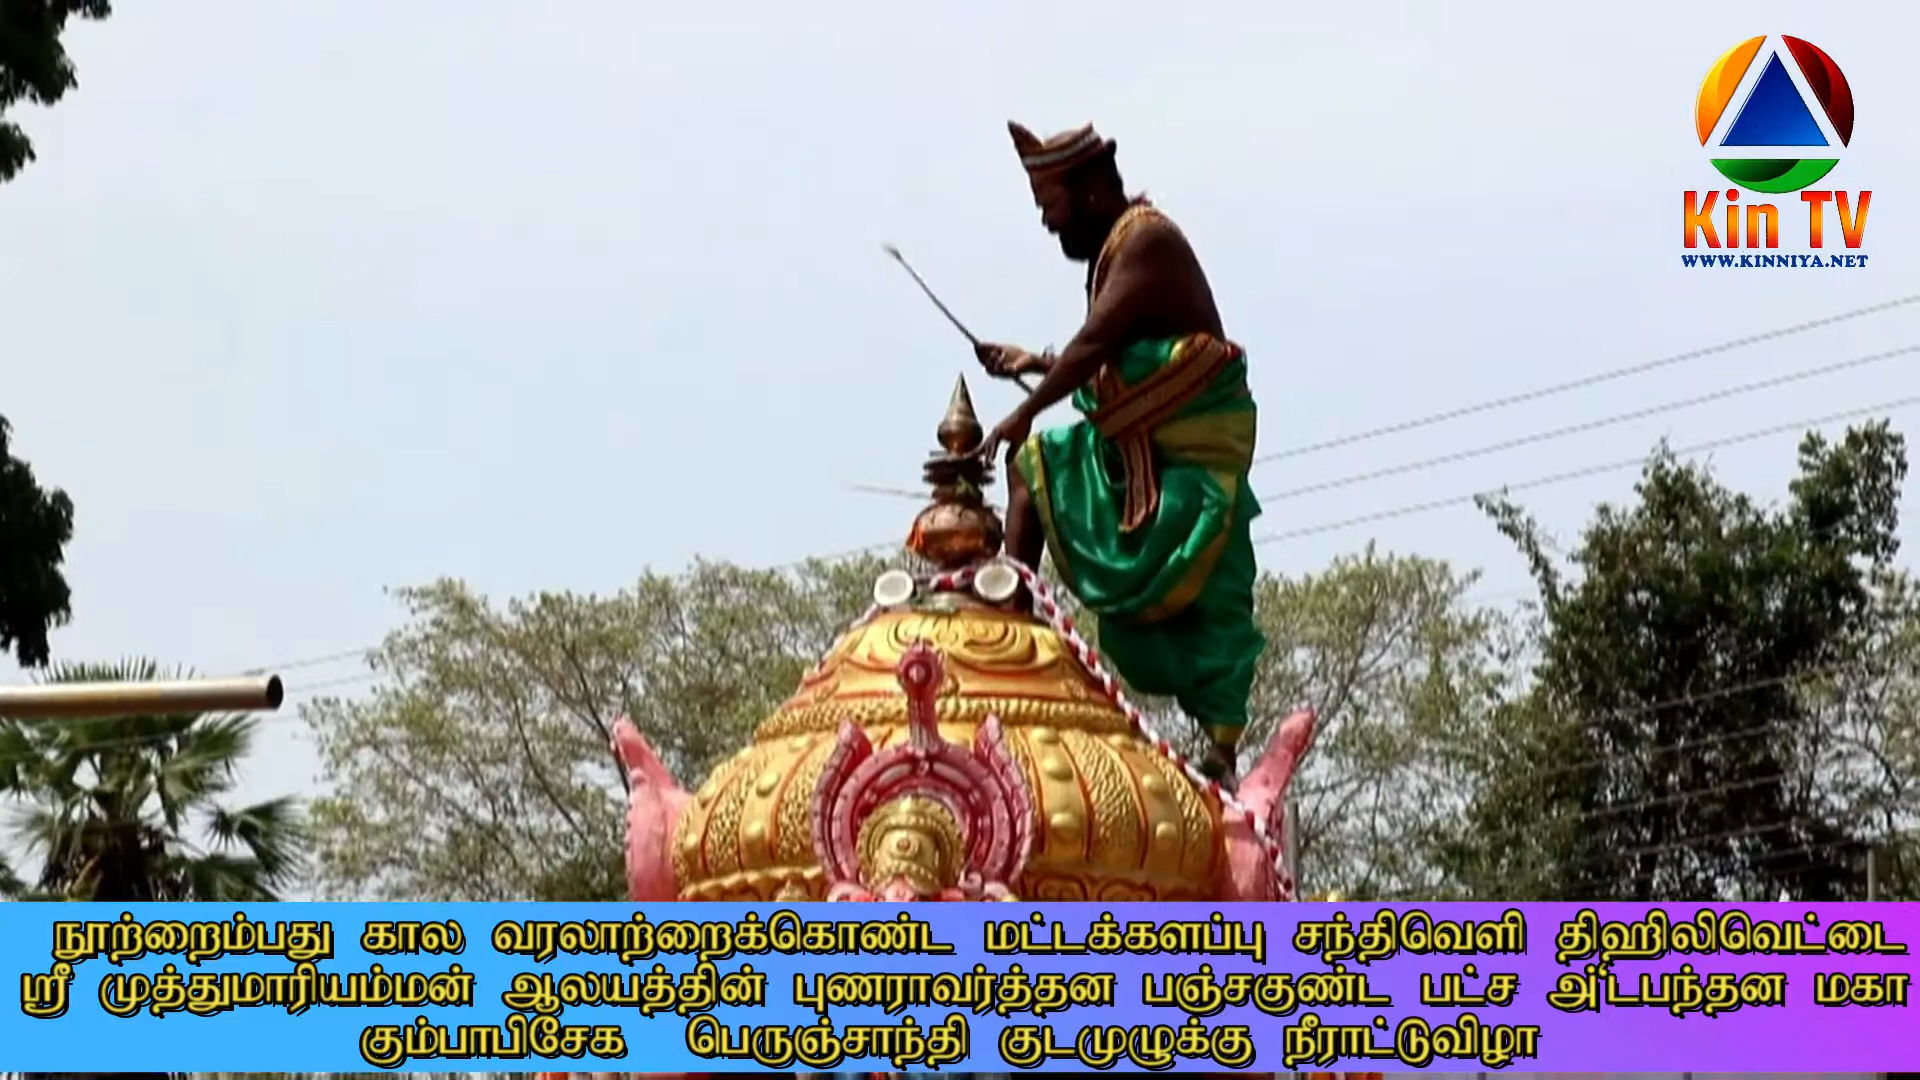 Kin TV
WWW.KINNIYA.NET
நூற்றைம்பது கால வரலாற்றைக்கொண்ட மட்டக்களப்பு சந்திவெளி திஹிலிவெட்டை
ஸ்ரீ முத்துமாரியம்மன் ஆலயத்தின் புணராவர்த்தன பஞ்சகுண்ட பட்ச அ்டபந்தன மகா
கும்பாபிசேக பெருஞ்சாந்தி குடமுழுக்கு நீராட்டுவிழா